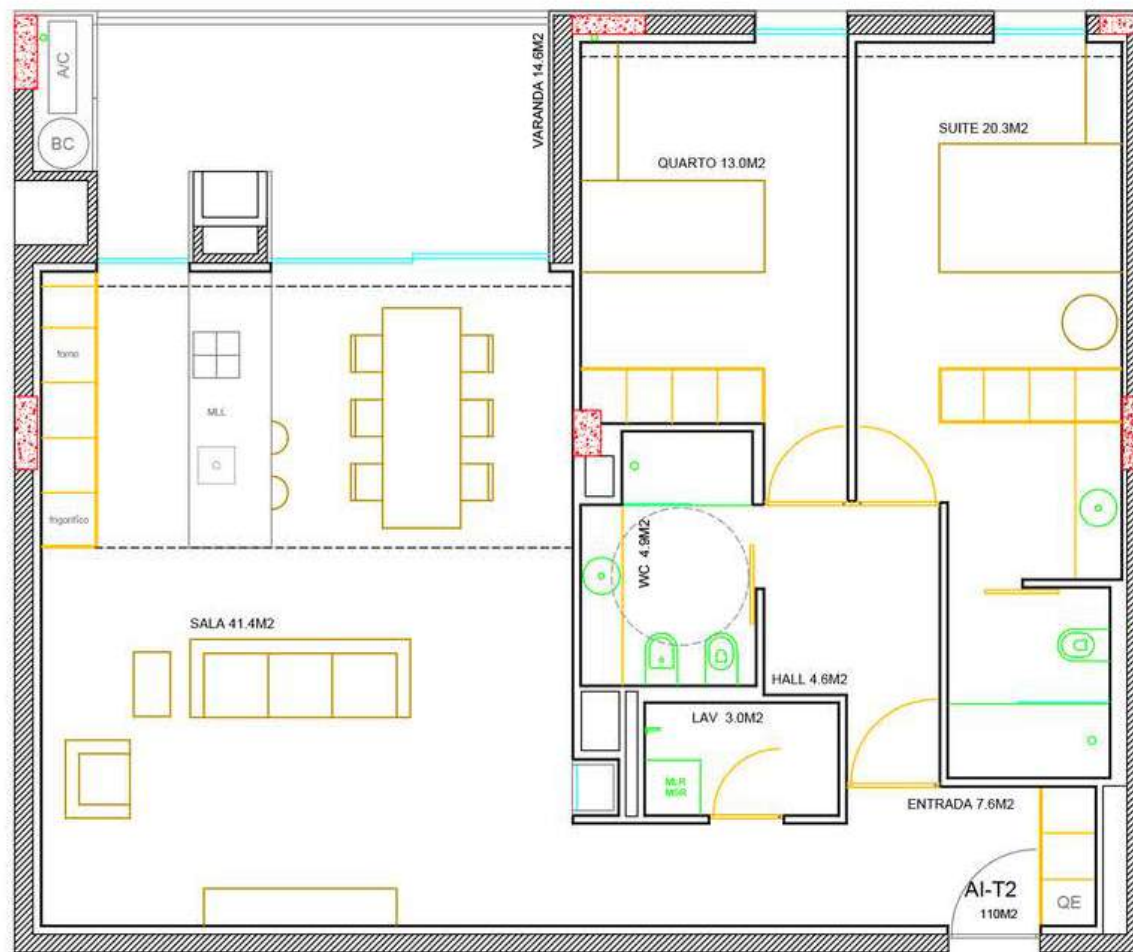 A/C
BC
VARANDA 14.6M2
QUARTO 13.0M2
SUITE 20.3M2
forno
MLL
frigorifico
WC 4.9M2
SALA 41.4M2
HALL 4.6M2
LAV 3.0M2
MLR
MSR
ENTRADA 7.6M2
AI-T2
110M2
QE